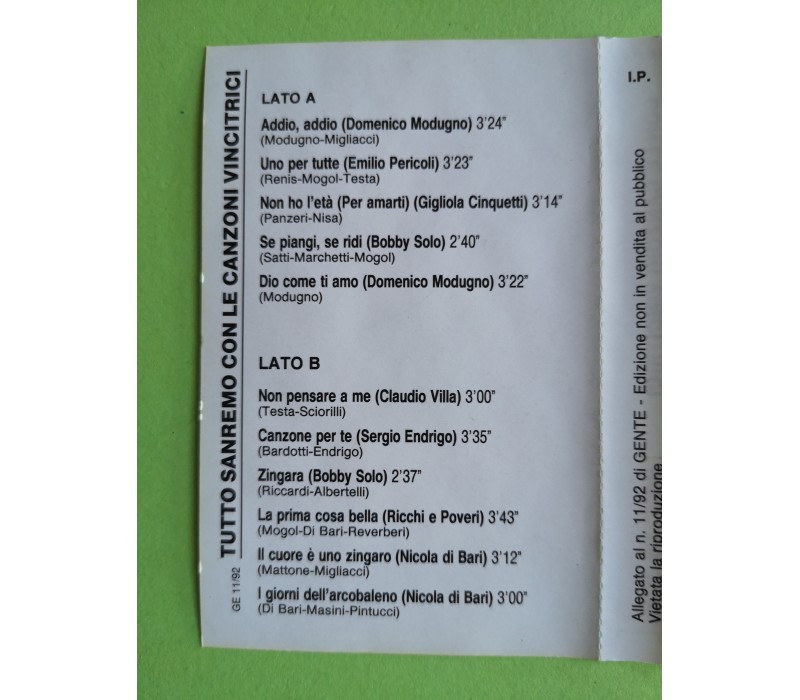 TUTTO SANREMO CON LE CANZONI VINCITRICI
GE 11/92
LATO A
Addio, addio (Domenico Modugno) 3'24"
(Modugno-Migliacci)
Uno per tutte (Emilio Pericoli) 3'23"
(Renis-Mogol-Testa)
Non ho l'età (Per amarti) (Gigliola Cinquetti) 3'14"
(Panzeri-Nisa)
Se piangi, se ridi (Bobby Solo) 2'40"
(Satti-Marchetti-Mogol)
Dio come ti amo (Domenico Modugno) 3'22"
(Modugno)
LATO B
Non pensare a me (Claudio Villa) 3'00"
(Testa-Sciorilli)
Canzone per te (Sergio Endrigo) 3'35"
(Bardotti-Endrigo)
Zingara (Bobby Solo) 2'37"
(Riccardi-Albertelli)
La prima cosa bella (Ricchi e Poveri) 3'43"
(Mogol-Di Bari-Reverberi)
Il cuore è uno zingaro (Nicola di Bari) 3'12"
(Mattone-Migliacci)
I giorni dell'arcobaleno (Nicola di Bari) 3'00"
(Di Bari-Masini-Pintucci)
I.P.
Allegato al n. 11/92 di GENTE - Edizione non in vendita al pubblico
Vietata la riproduzione